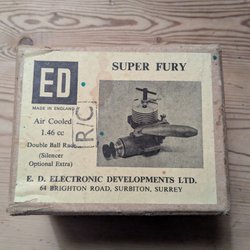 ED
SUPER FURY
MADE IN ENGLAND
Air Cooled
1.46 cc
Double Ball Race
(Silencer
Optional Extra)
R/C
E. D. ELECTRONIC DEVELOPMENTS LTD.
64 BRIGHTON ROAD, SURBITON, SURREY